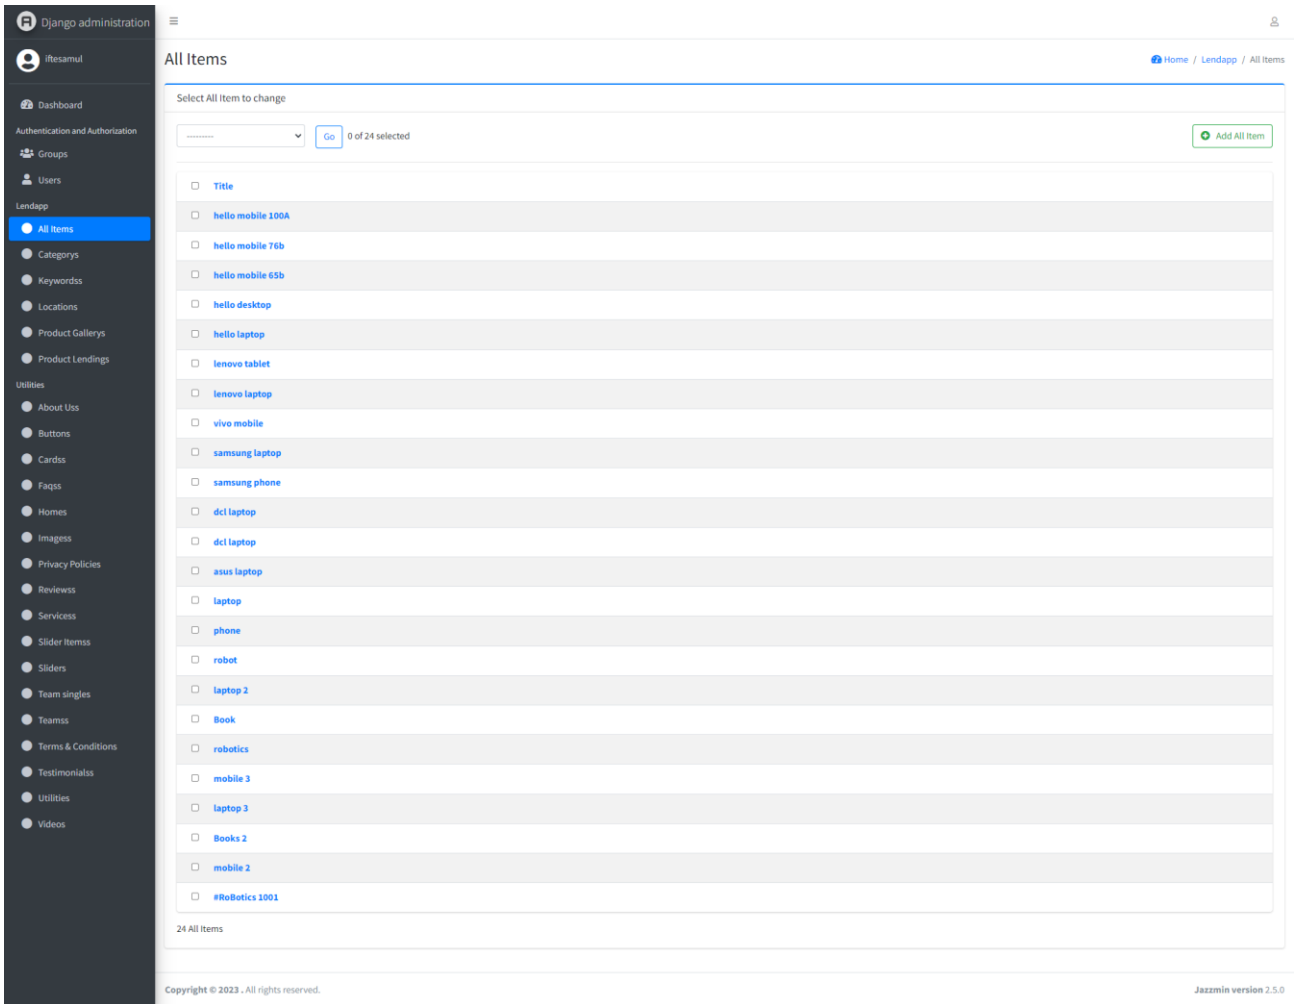 Django administration
iftesamul
Dashboard
Authentication and Authorization
Groups
Users
Lendapp
All Items
Categorys
Keywordss
Locations
Product Gallerys
Product Lendings
Utilities
About Uss
Buttons
Cardss
Faqss
Homes
Imagess
Privacy Policies
Reviewss
Servicess
Slider Itemss
Sliders
Team singles
Teamss
Terms & Conditions
Testimonialss
Utilities
Videos
All Items
Home / Lendapp / All Items
Select All Item to change
--------- Go 0 of 24 selected Add All Item
Title
hello mobile 100A
hello mobile 76b
hello mobile 65b
hello desktop
hello laptop
lenovo tablet
lenovo laptop
vivo mobile
samsung laptop
samsung phone
dcl laptop
dcl laptop
asus laptop
laptop
phone
robot
laptop 2
Book
robotics
mobile 3
laptop 3
Books 2
mobile 2
#RoBotics 1001
24 All Items
Copyright © 2023 . All rights reserved.
Jazzmin version 2.5.0